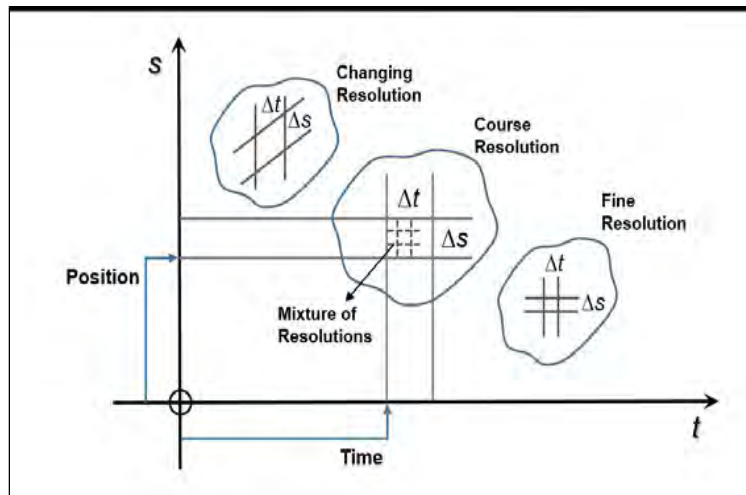 s
Changing
Resolution
Δt
Δs
Course
Resolution
Δt
Δs
Fine
Resolution
Δt
Δs
Position
Mixture of
Resolutions
t
Time